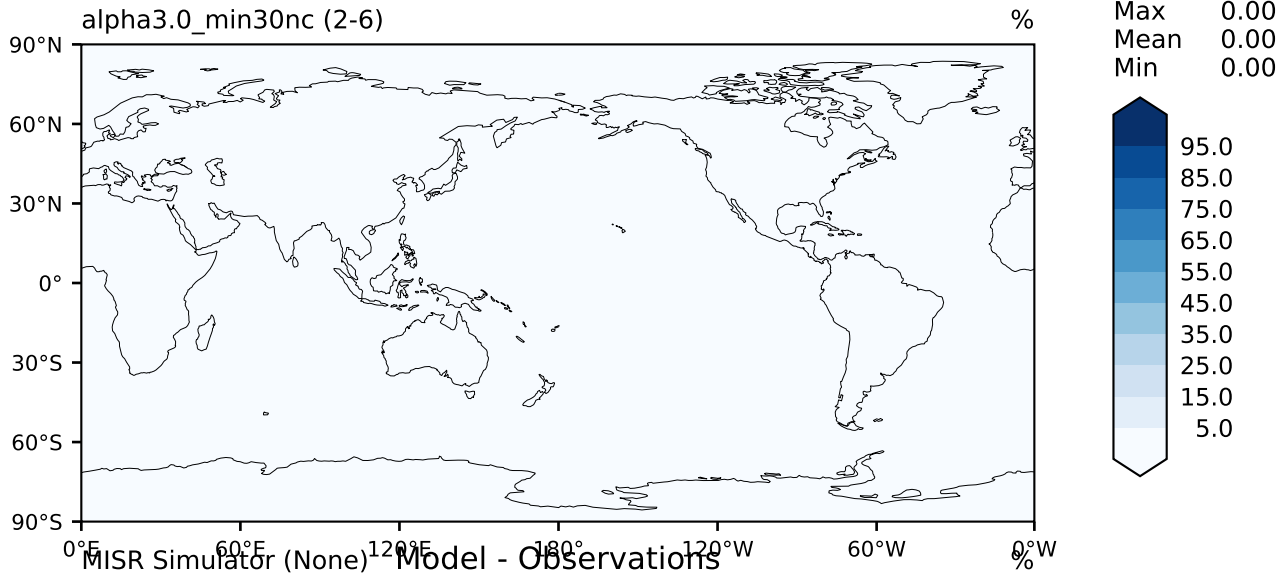 alpha3.0_min30nc (2-6) %
Max 0.00
Mean 0.00
Min 0.00
90°N
60°N
30°N
0°
30°S
60°S
90°S
95.0
85.0
75.0
65.0
55.0
45.0
35.0
25.0
15.0
5.0
0°E 60°E 120°E 180° 120°W 60°W 0°W
MISR Simulator (None) Model - Observations %